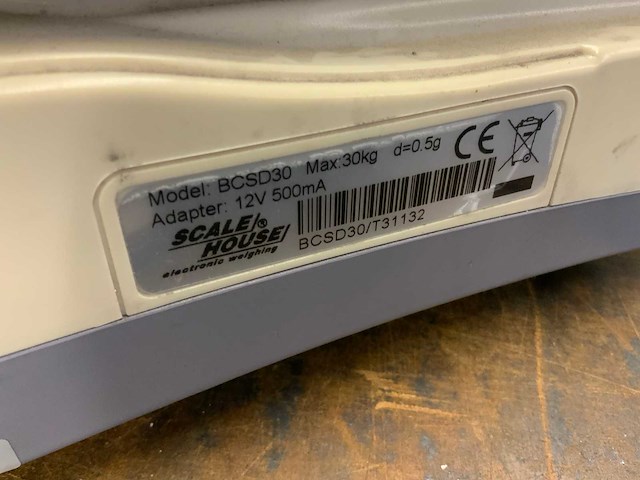 Model: BCSD30 Max:30kg d=0.5g CE
Adapter: 12V 500mA
SCALE ®
HOUSE
electronic weighing
BCSD30/T31132